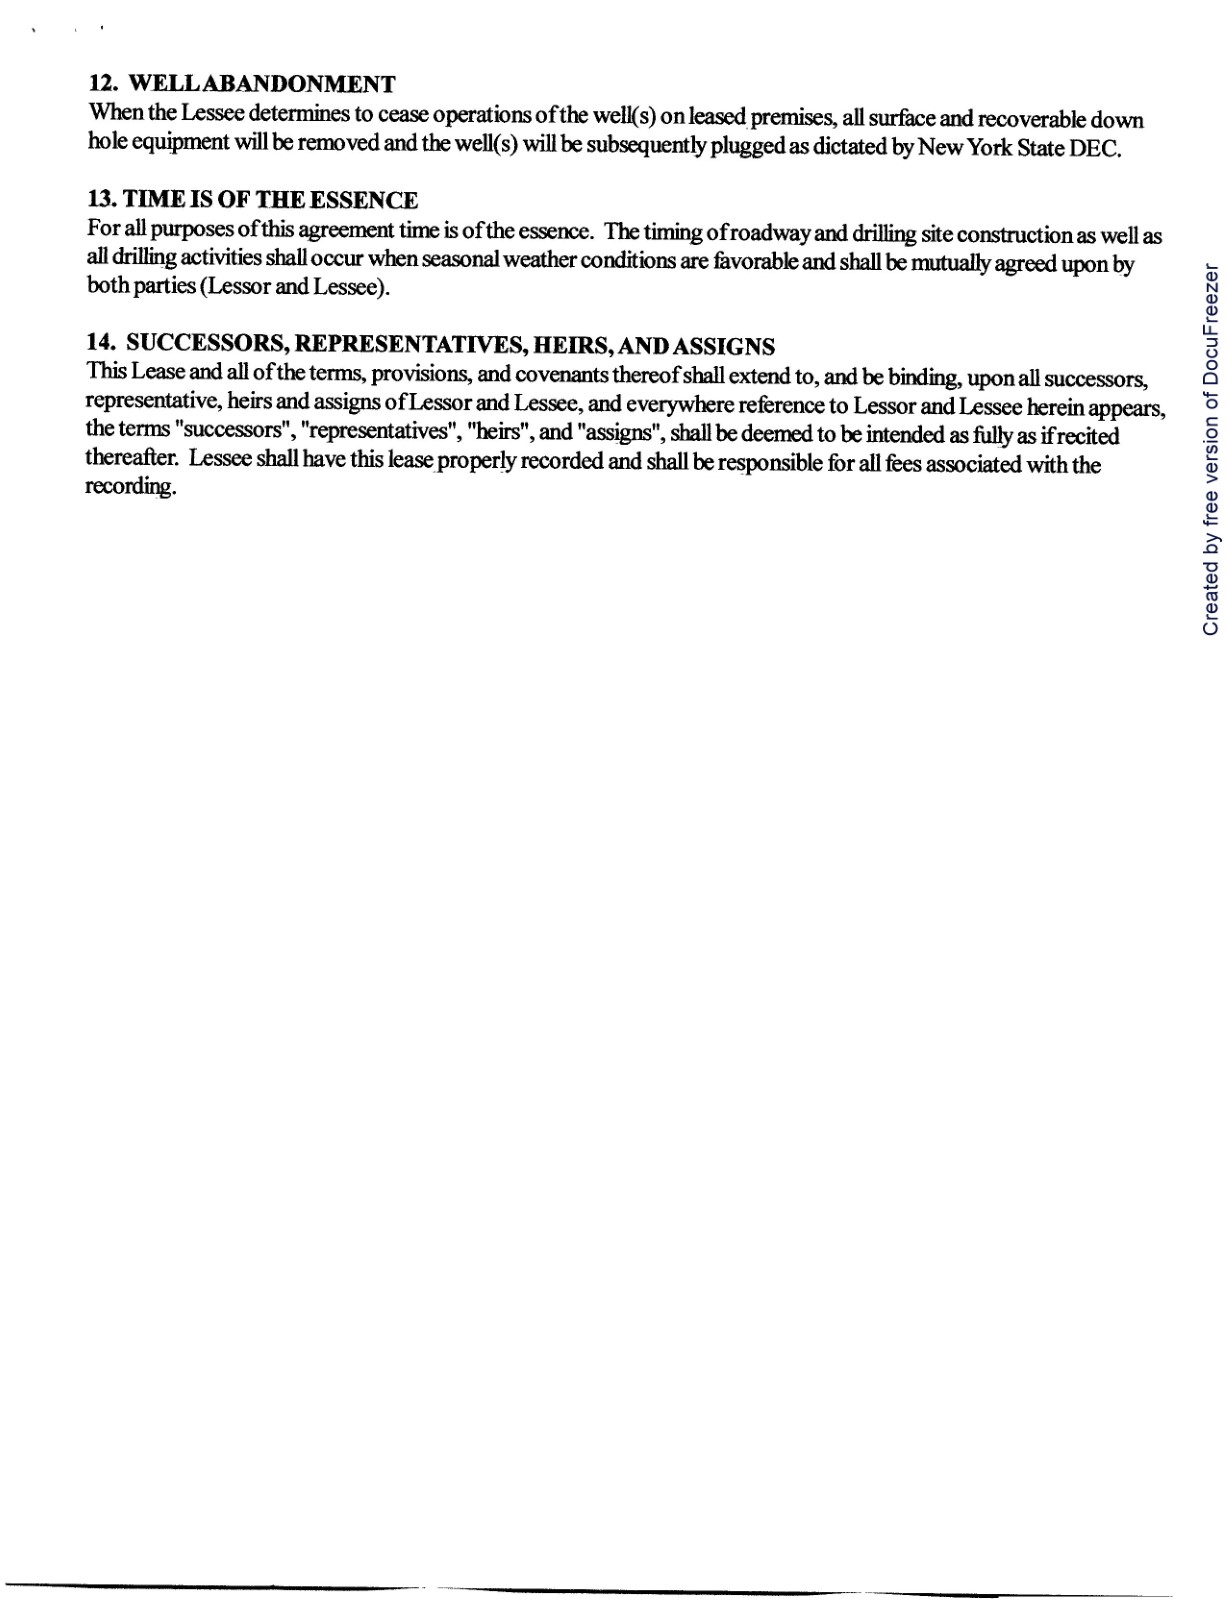 12. WELL ABANDONMENT
When the Lessee determines to cease operations of the well(s) on leased premises, all surface and recoverable down
hole equipment will be removed and the well(s) will be subsequently plugged as dictated by New York State DEC.
13. TIME IS OF THE ESSENCE
For all purposes of this agreement time is of the essence. The timing of roadway and drilling site construction as well as
all drilling activities shall occur when seasonal weather conditions are favorable and shall be mutually agreed upon by
both parties (Lessor and Lessee).
14. SUCCESSORS, REPRESENTATIVES, HEIRS, AND ASSIGNS
This Lease and all of the terms, provisions, and covenants thereof shall extend to, and be binding, upon all successors,
representative, heirs and assigns of Lessor and Lessee, and everywhere reference to Lessor and Lessee herein appears,
the terms "successors", "representatives", "heirs", and "assigns", shall be deemed to be intended as fully as if recited
thereafter. Lessee shall have this lease properly recorded and shall be responsible for all fees associated with the
recording.
Created by free version of DocuFreezer